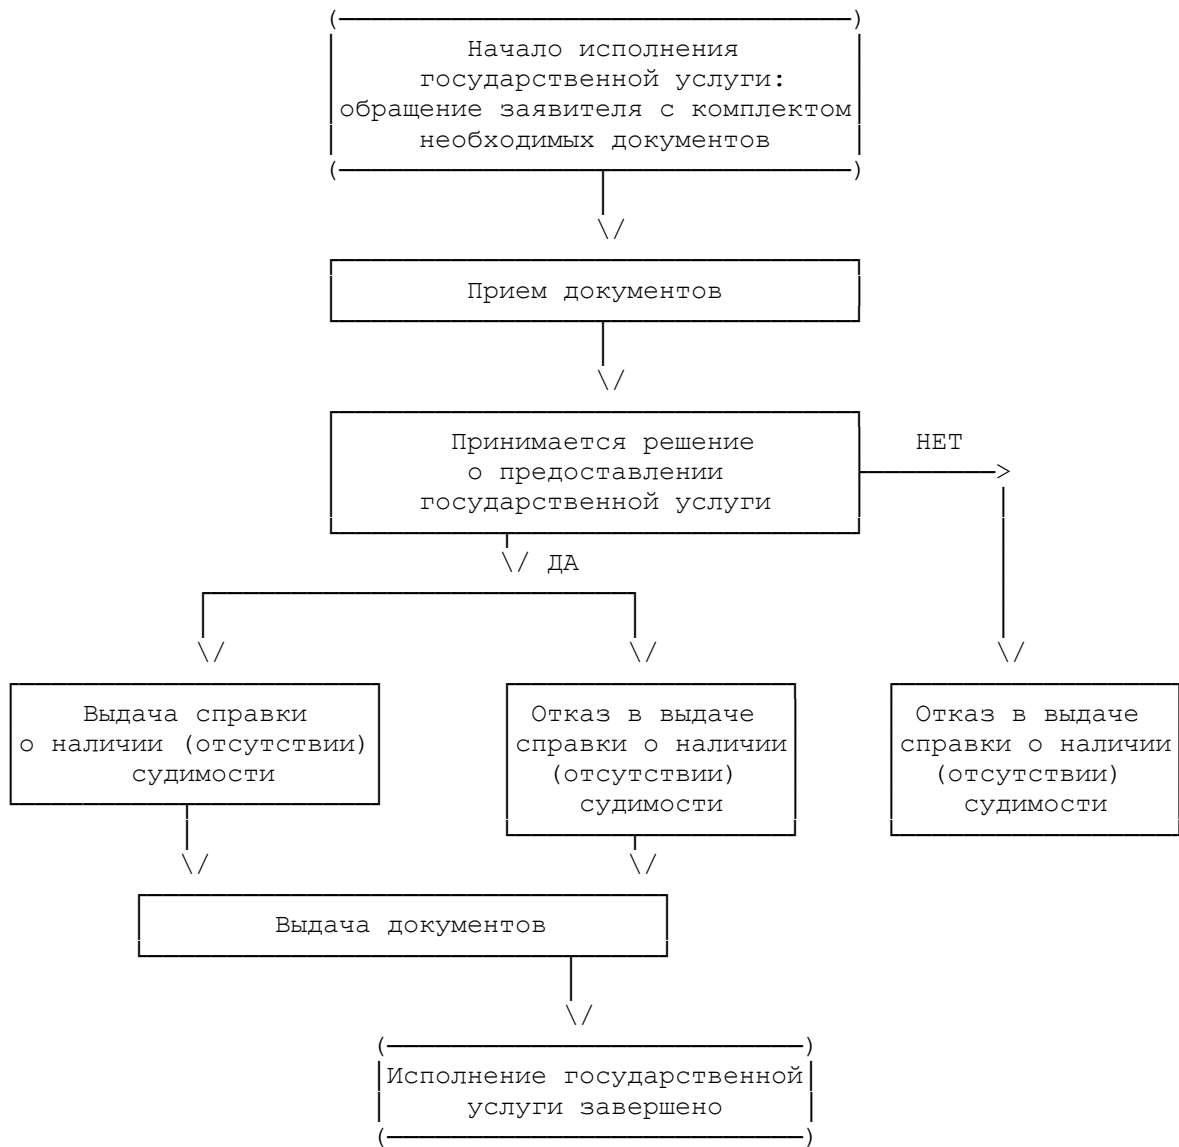 Начало исполнения
государственной услуги:
обращение заявителя с комплектом
необходимых документов
Прием документов
Принимается решение
о предоставлении
государственной услуги
НЕТ
ДА
Выдача справки
о наличии (отсутствии)
судимости
Отказ в выдаче
справки о наличии
(отсутствии)
судимости
Отказ в выдаче
справки о наличии
(отсутствии)
судимости
Выдача документов
Исполнение государственной
услуги завершено